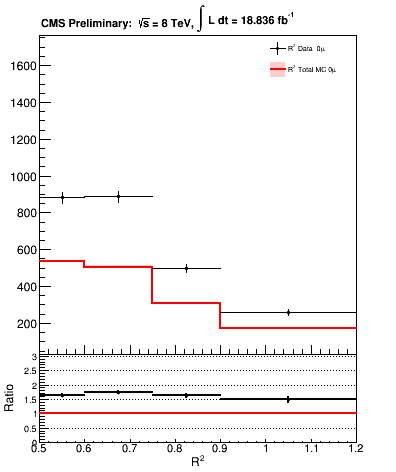 CMS Preliminary: √s = 8 TeV, ∫ L dt = 18.836 fb⁻¹
R² Data 0μ
R² Total MC 0μ
1600
1400
1200
1000
800
600
400
200
3
2.5
2
1.5
1
0.5
0
Ratio
0.5 0.6 0.7 0.8 0.9 1 1.1 1.2
R²